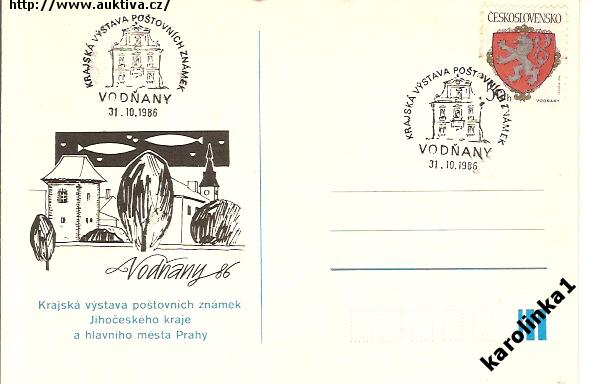 http://www.auktiva.cz/
KRAJSKÁ VÝSTAVA POŠTOVNÍCH ZNÁMEK
VODŇANY
31.10.1986
ČESKOSLOVENSKO
VODŇANY
KRAJSKÁ VÝSTAVA POŠTOVNÍCH ZNÁMEK
VODŇANY
31.10.1986
Vodňany 86
Krajská výstava poštovních známek
Jihočeského kraje
a hlavního města Prahy
karolinka1